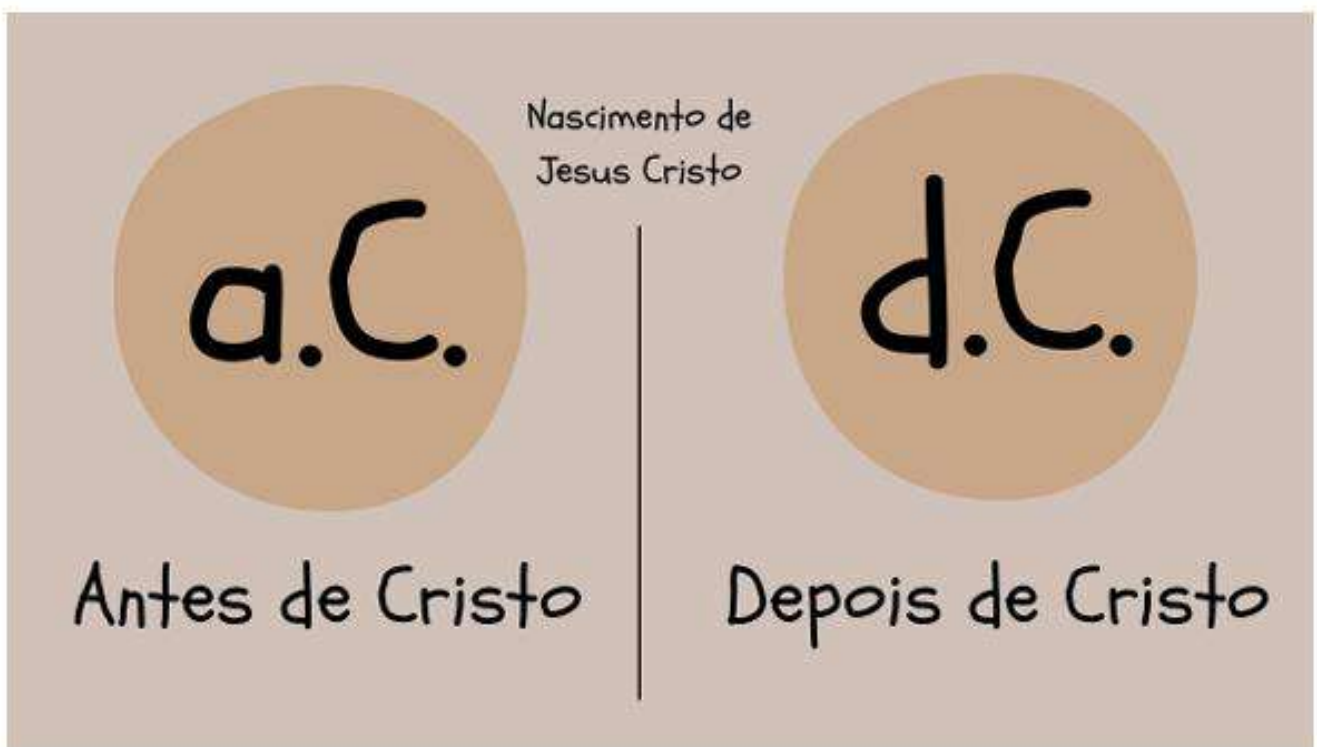 Nascimento de
Jesus Cristo
a.C.
d.C.
Antes de Cristo
Depois de Cristo